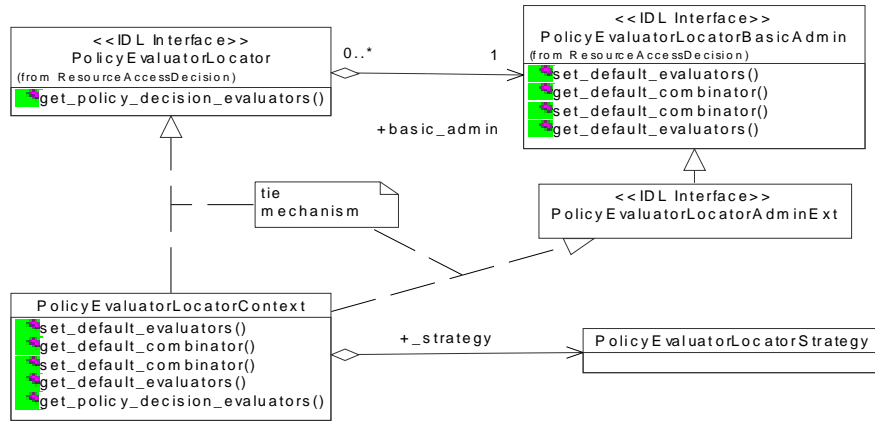 <<IDL Interface>>
PolicyEvaluatorLocator
(from ResourceAccessDecision)
get_policy_decision_evaluators()
0..*
1
+basic_admin
<<IDL Interface>>
PolicyEvaluatorLocatorBasicAdmin
(from ResourceAccessDecision)
set_default_evaluators()
get_default_combinator()
set_default_combinator()
get_default_evaluators()
tie
mechanism
<<IDL Interface>>
PolicyEvaluatorLocatorAdminExt
PolicyEvaluatorLocatorContext
set_default_evaluators()
get_default_combinator()
set_default_combinator()
get_default_evaluators()
get_policy_decision_evaluators()
+_strategy
PolicyEvaluatorLocatorStrategy